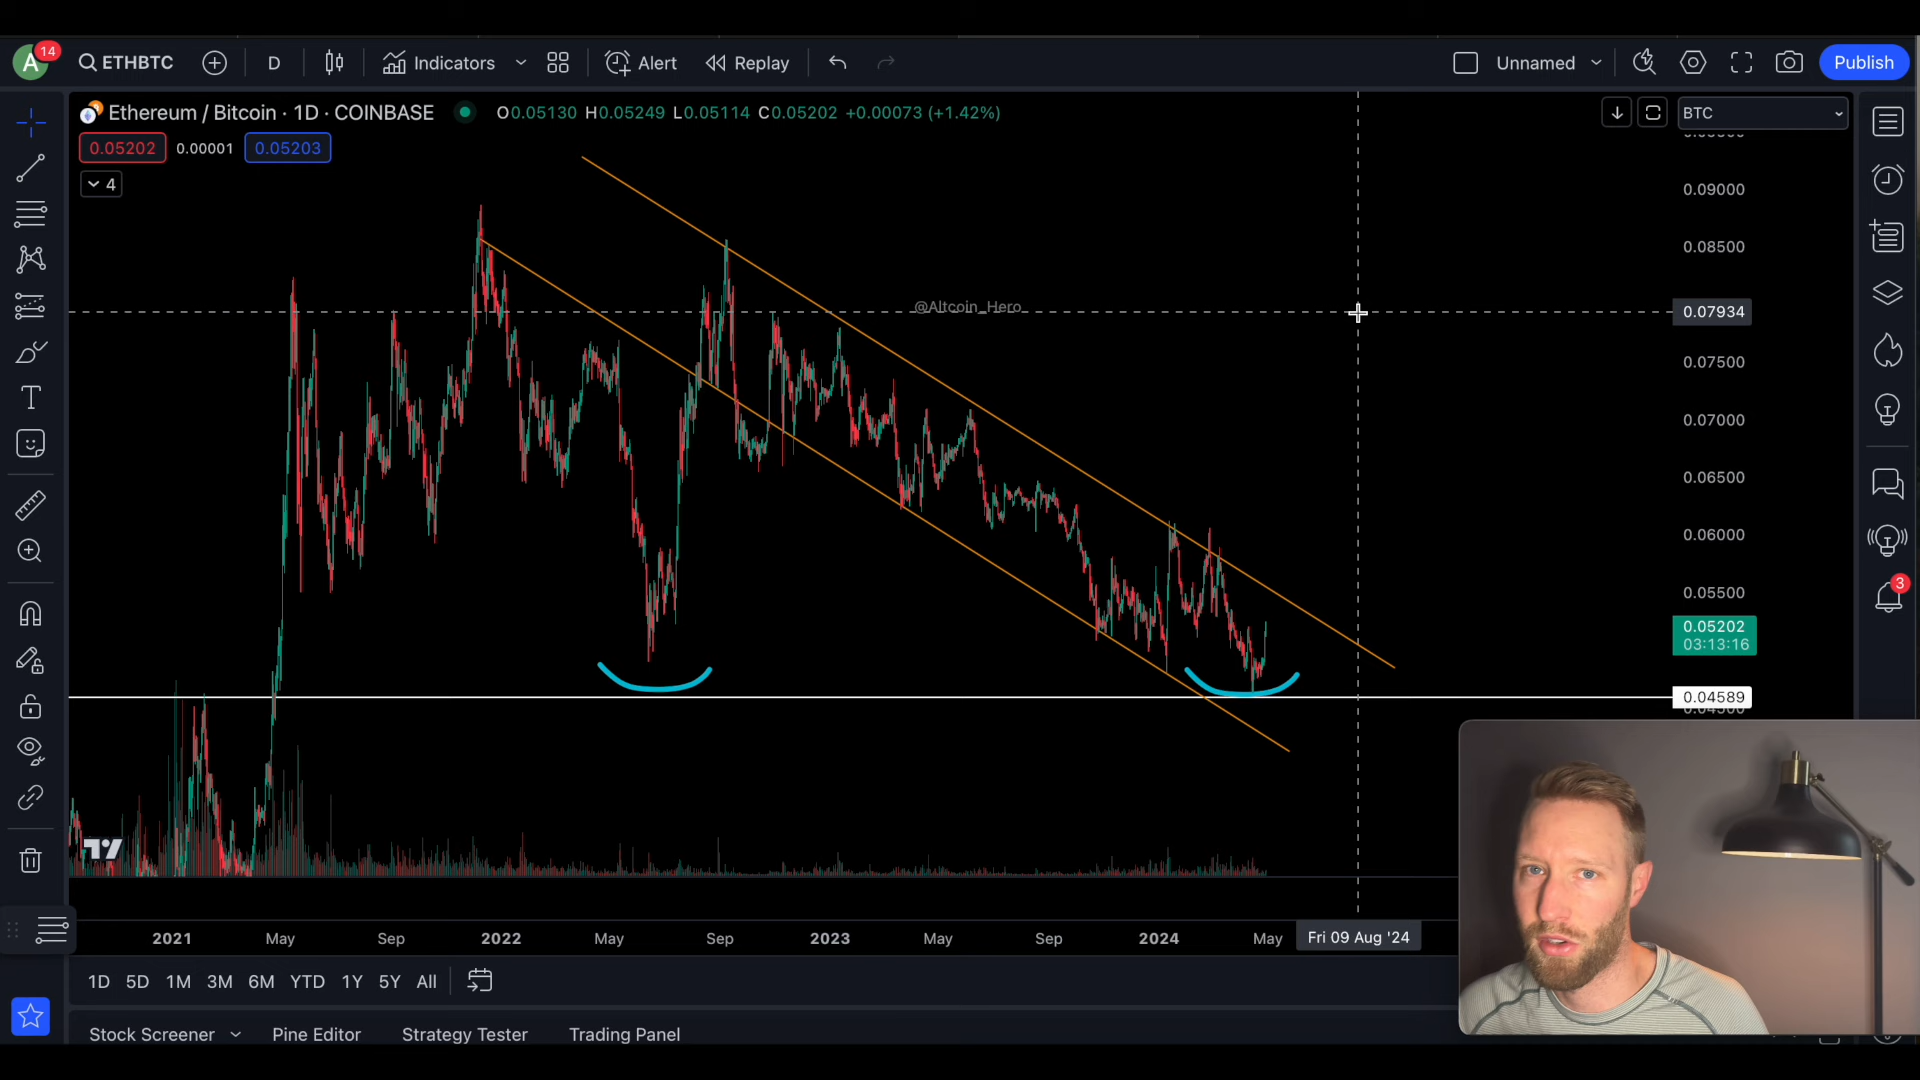 A 14 ETHBTC D Indicators Alert Replay Unnamed Publish
Ethereum / Bitcoin · 1D · COINBASE O0.05130 H0.05249 L0.05114 C0.05202 +0.00073 (+1.42%) BTC
0.05202 0.00001 0.05203
4
0.09000
0.08500
@Altcoin_Hero
0.07934
0.07500
0.07000
0.06500
0.06000
0.05500
3
0.05202
03:13:16
0.04589
2021 May Sep 2022 May Sep 2023 May Sep 2024 May Fri 09 Aug '24
1D 5D 1M 3M 6M YTD 1Y 5Y All
Stock Screener Pine Editor Strategy Tester Trading Panel